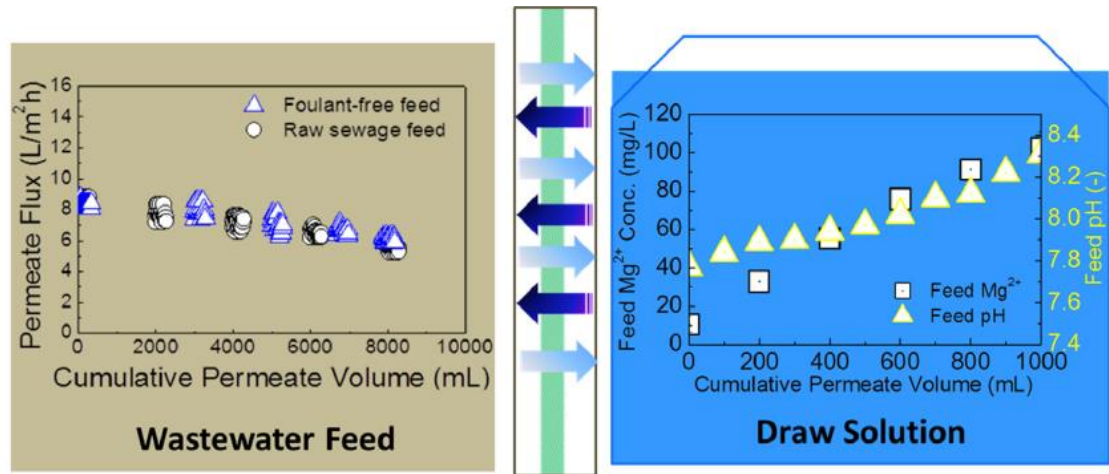 16
14
12
10
8
6
4
2
0
Permeate Flux (L/m²h)
Foulant-free feed
Raw sewage feed
0 2000 4000 6000 8000 10000
Cumulative Permeate Volume (mL)
Wastewater Feed
120
100
80
60
40
20
0
Feed Mg²⁺ Conc. (mg/L)
8.4
8.2
8.0
7.8
7.6
7.4
Feed pH (-)
Feed Mg²⁺
Feed pH
0 200 400 600 800 1000
Cumulative Permeate Volume (mL)
Draw Solution